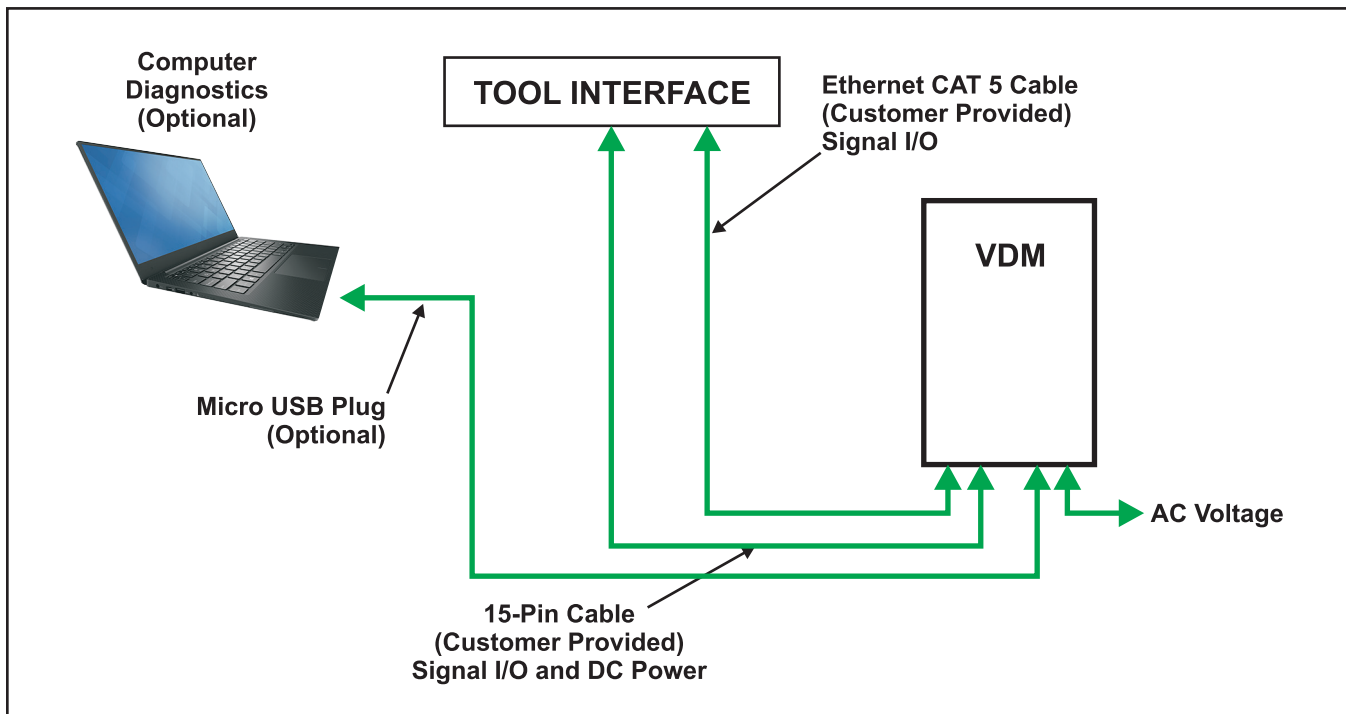 Computer
Diagnostics
(Optional)
TOOL INTERFACE
Ethernet CAT 5 Cable
(Customer Provided)
Signal I/O
VDM
Micro USB Plug
(Optional)
AC Voltage
15-Pin Cable
(Customer Provided)
Signal I/O and DC Power